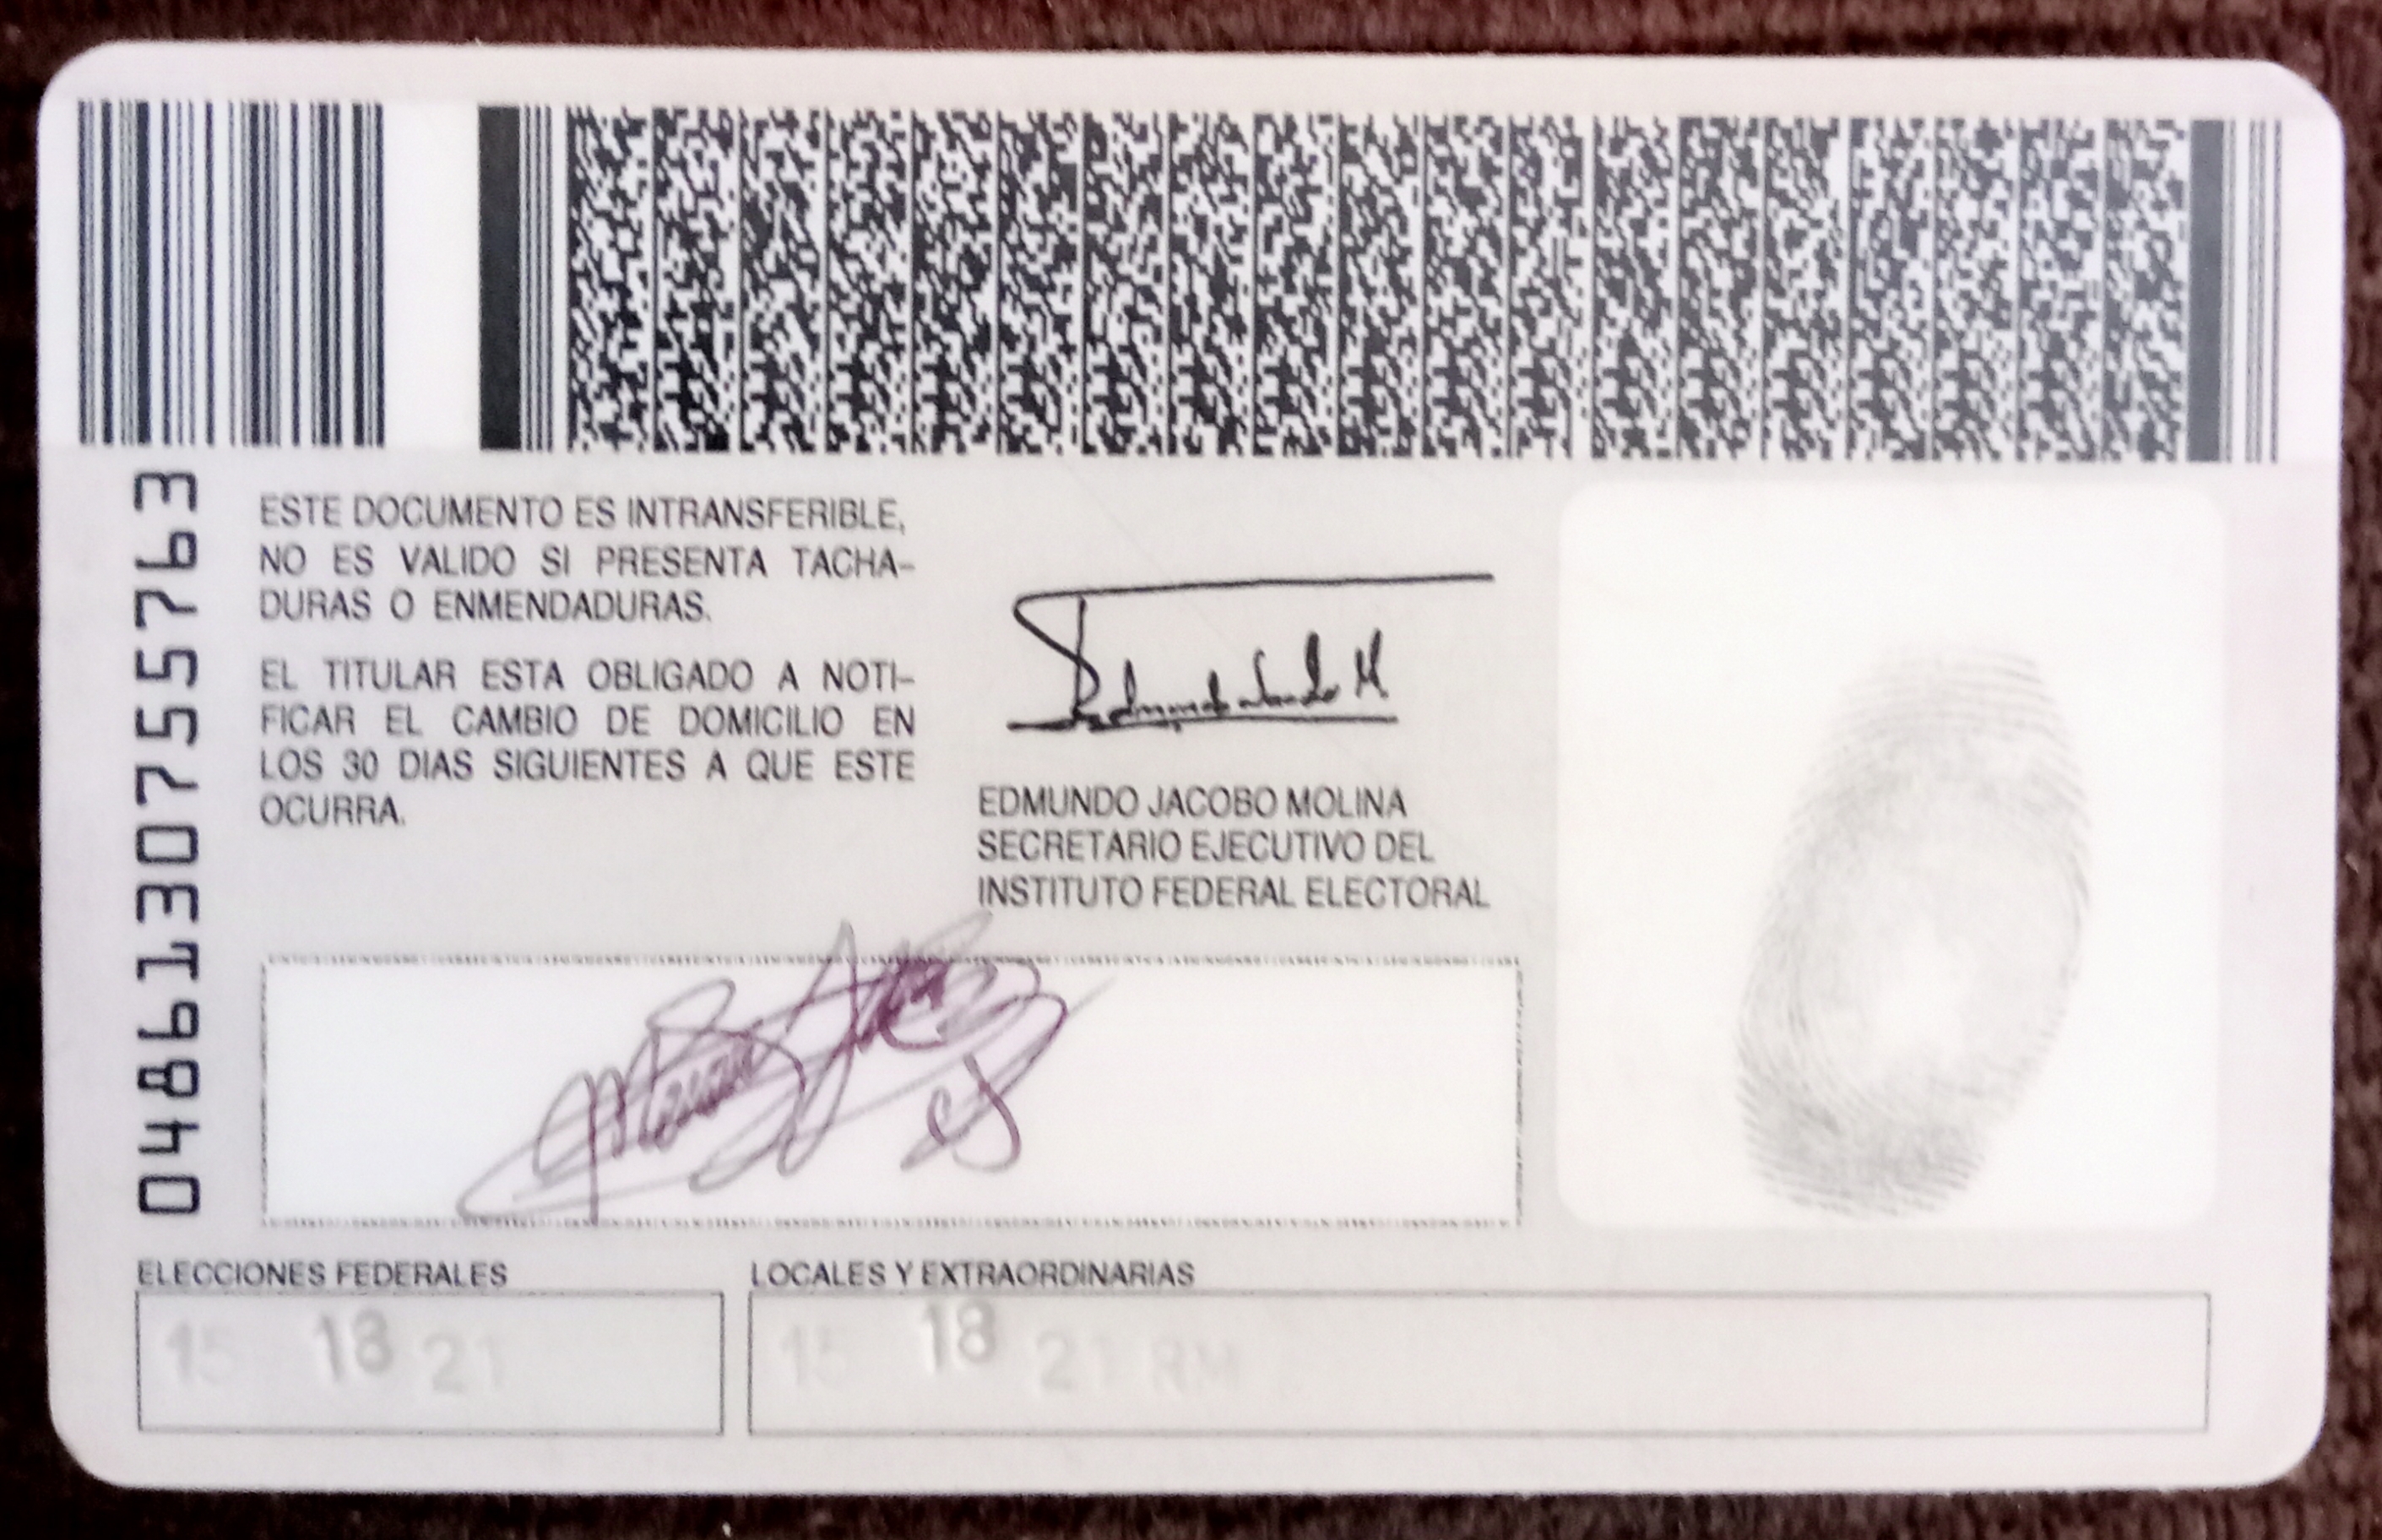 0486130755763
ESTE DOCUMENTO ES INTRANSFERIBLE,
NO ES VALIDO SI PRESENTA TACHA-
DURAS O ENMENDADURAS.
EL TITULAR ESTA OBLIGADO A NOTI-
FICAR EL CAMBIO DE DOMICILIO EN
LOS 30 DIAS SIGUIENTES A QUE ESTE
OCURRA.
EDMUNDO JACOBO MOLINA
SECRETARIO EJECUTIVO DEL
INSTITUTO FEDERAL ELECTORAL
ELECCIONES FEDERALES
15 18 21
LOCALES Y EXTRAORDINARIAS
15 18 21 RM